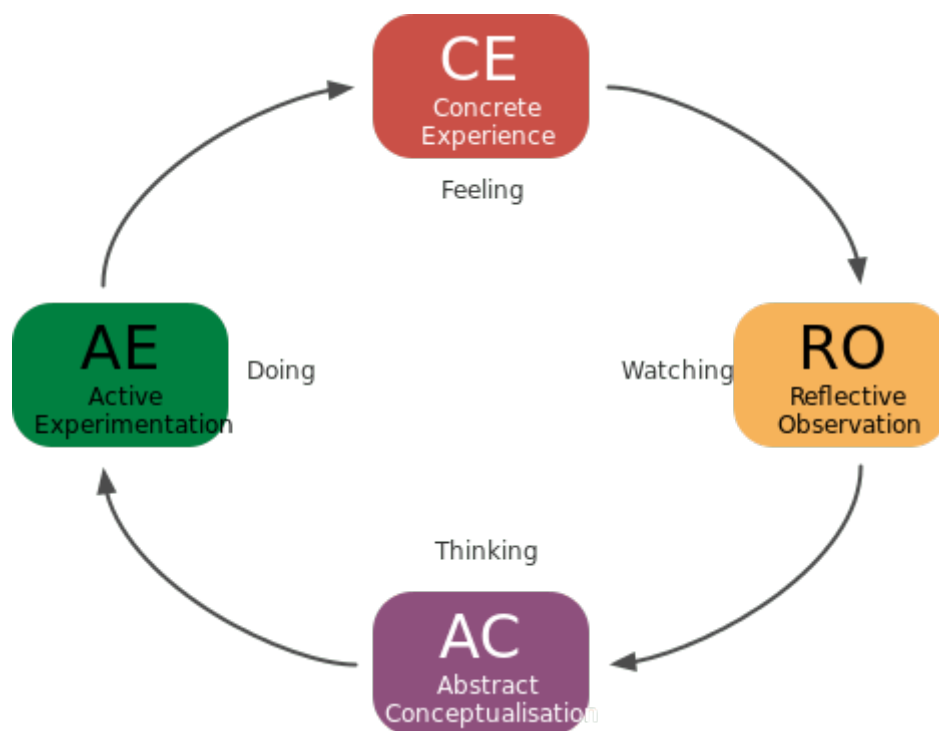 CE
Concrete
Experience
Feeling
AE
Active
Experimentation
Doing
Watching
RO
Reflective
Observation
Thinking
AC
Abstract
Conceptualisation